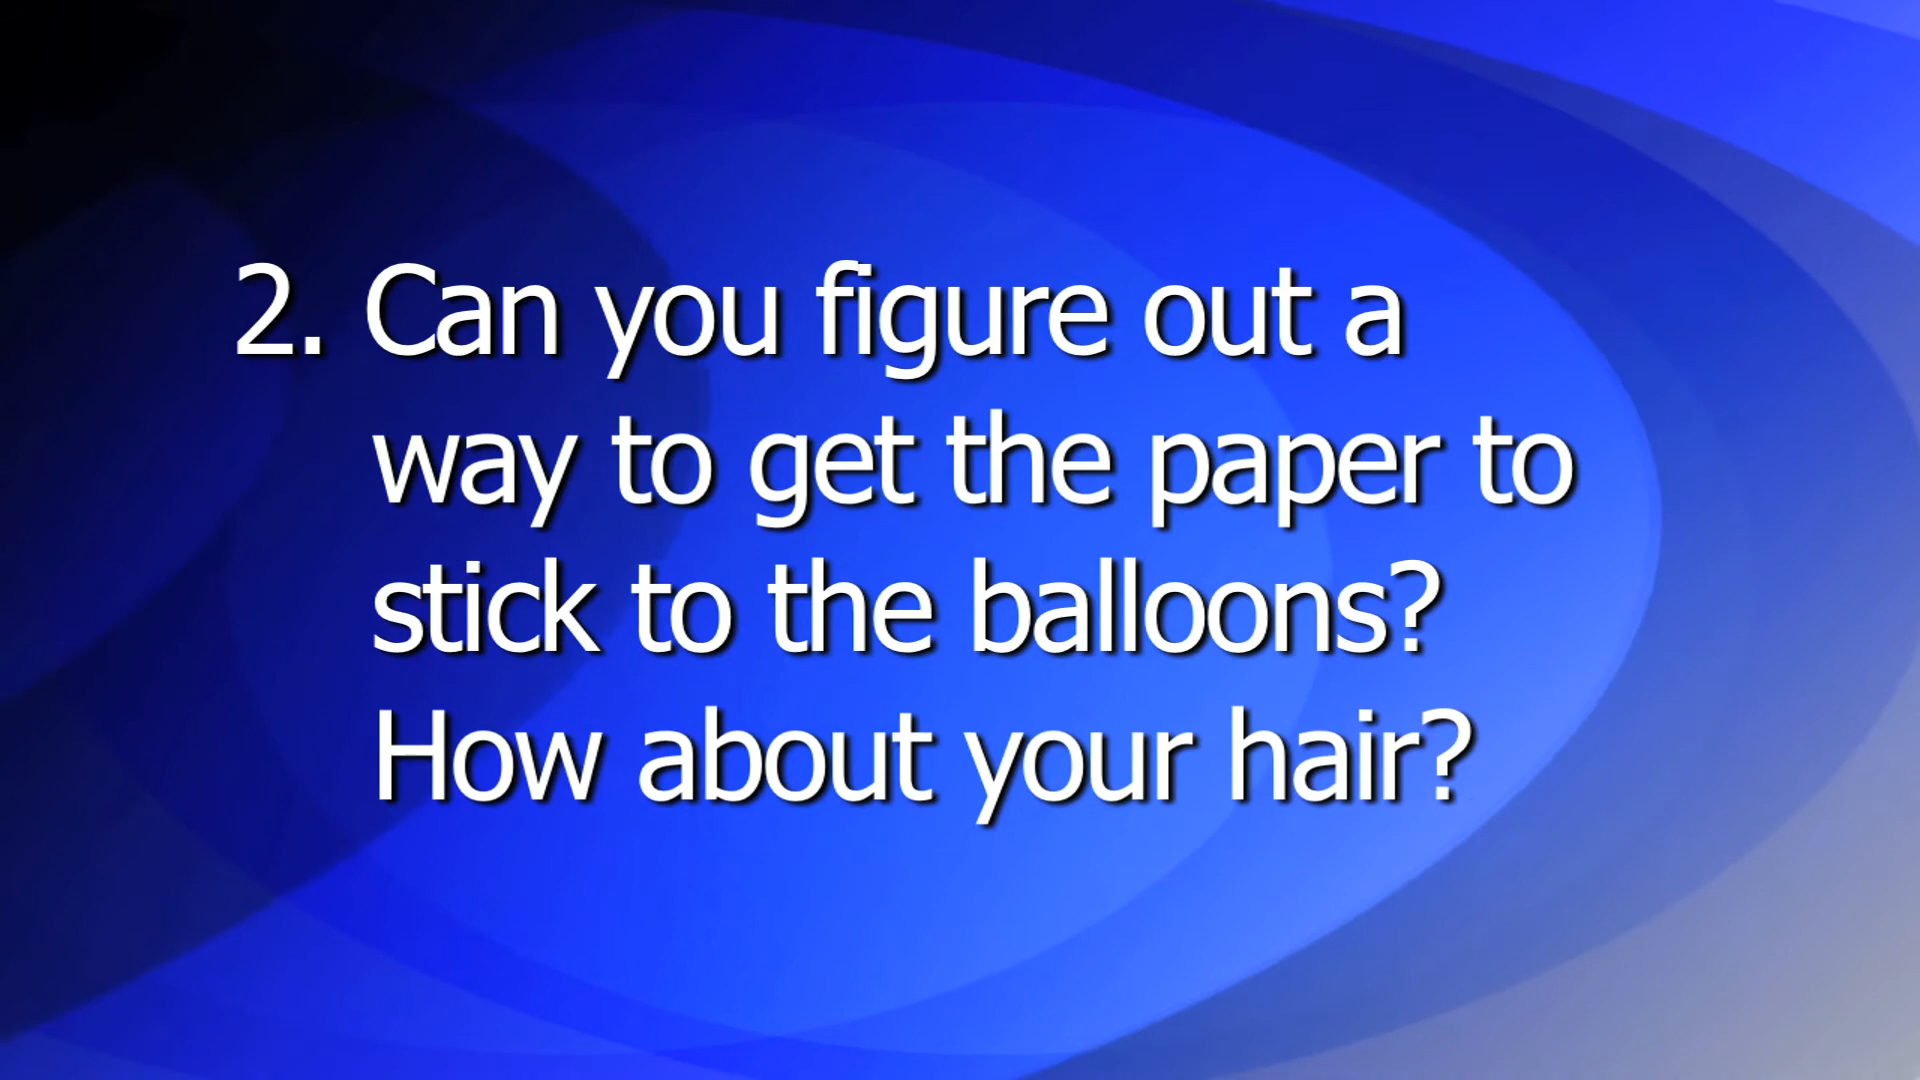 2. Can you figure out a
way to get the paper to
stick to the balloons?
How about your hair?